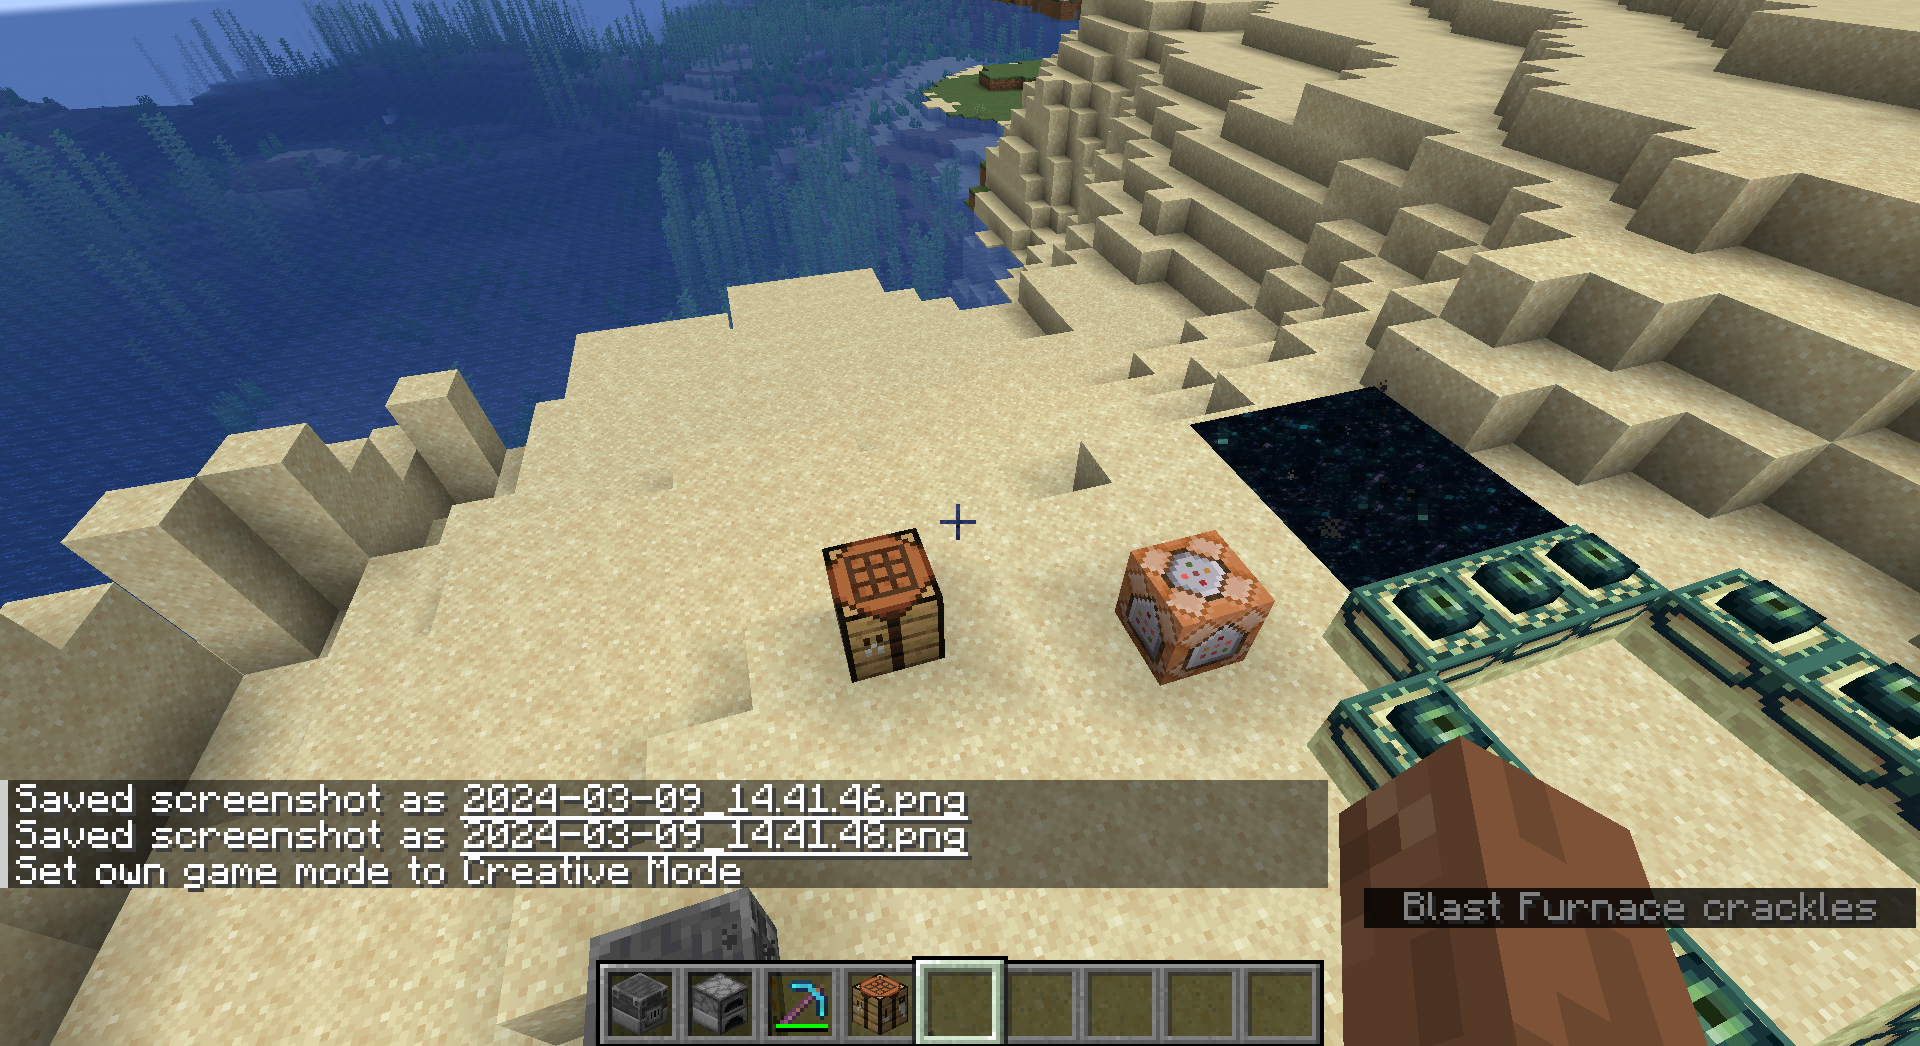 Saved screenshot as 2024-03-09_14.41.46.png
Saved screenshot as 2024-03-09_14.41.48.png
Set own game mode to Creative Mode
Blast Furnace crackles